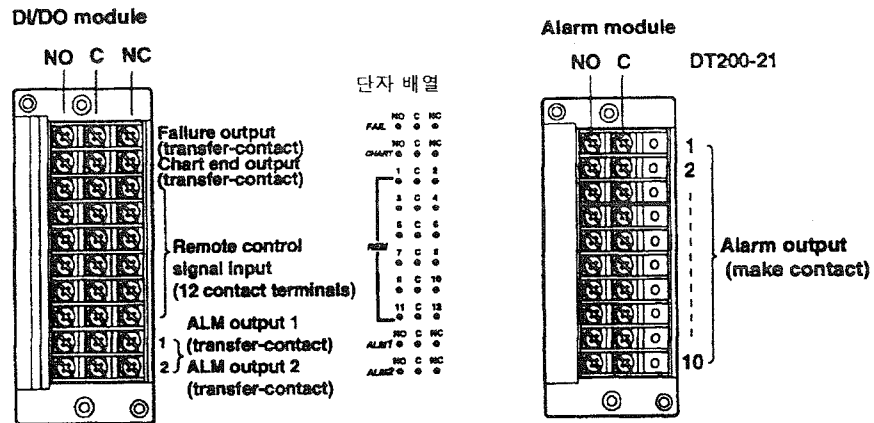 DI/DO module
NO C NC
Failure output
(transfer-contact)
Chart end output
(transfer-contact)
Remote control
signal input
(12 contact terminals)
ALM output 1
1 (transfer-contact)
2 ALM output 2
(transfer-contact)
단자 배열
NO C NC
FAIL
NO C NC
CHART
1 C 2
3 C 4
5 C 6
REM
7 C 8
9 C 10
11 C 12
NO C NC
ALM1
NO C NC
ALM2
Alarm module
NO C DT200-21
1
2
Alarm output
(make contact)
10